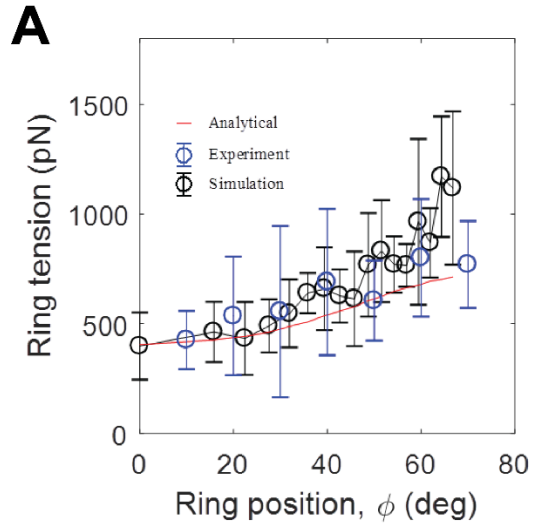 A
1500
1000
500
0
Ring tension (pN)
Analytical
Experiment
Simulation
0 20 40 60 80
Ring position, ϕ (deg)